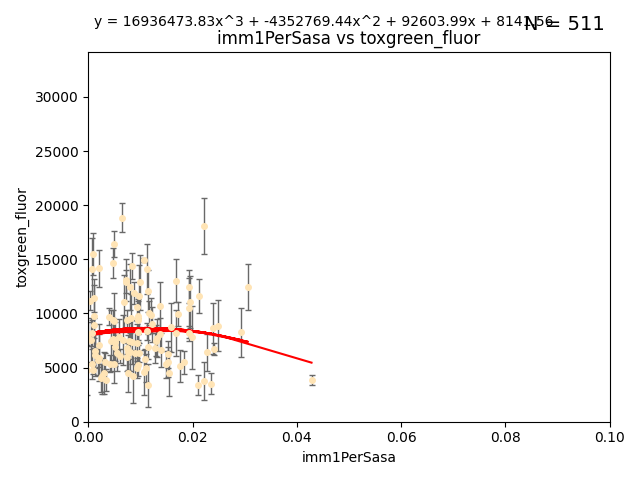 y = 16936473.83x^3 + -4352769.44x^2 + 92603.99x + 8141.56
N = 511
imm1PerSasa vs toxgreen_fluor
30000
25000
20000
15000
10000
5000
0
toxgreen_fluor
0.00 0.02 0.04 0.06 0.08 0.10
imm1PerSasa